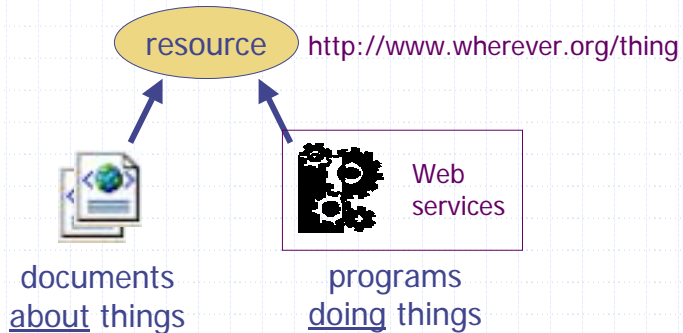 resource
http://www.wherever.org/thing
Web
services
documents
about things
programs
doing things